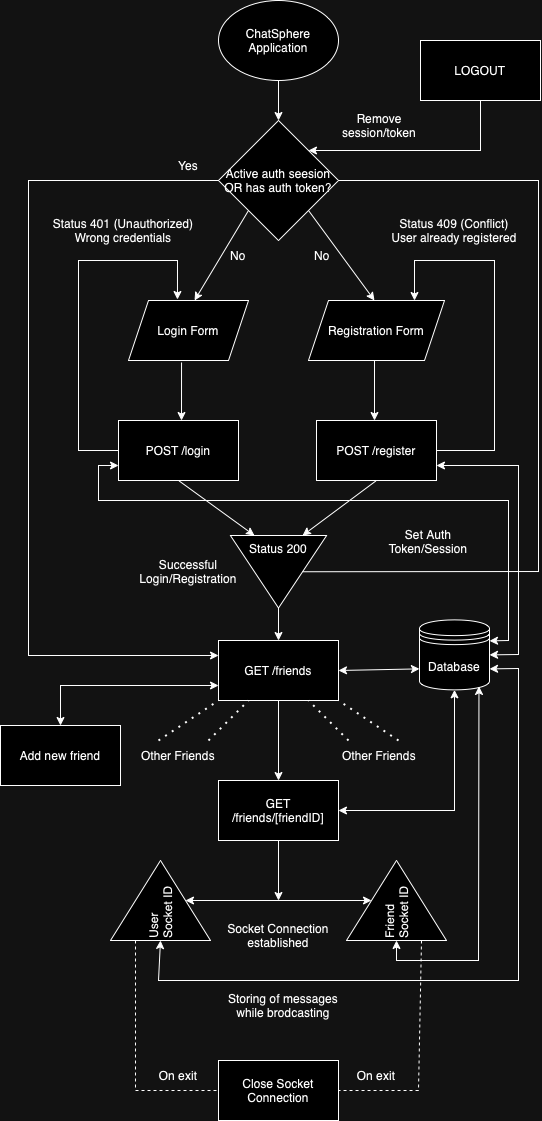 ChatSphere
Application
LOGOUT
Remove
session/token
Yes
Active auth seesion
OR has auth token?
Status 401 (Unauthorized)
Wrong credentials
Status 409 (Conflict)
User already registered
No
No
Login Form
Registration Form
POST /login
POST /register
Status 200
Set Auth
Token/Session
Successful
Login/Registration
GET /friends
Database
Add new friend
Other Friends
Other Friends
GET
/friends/[friendID]
User
Socket ID
Friend
Socket ID
Socket Connection
established
Storing of messages
while brodcasting
On exit
On exit
Close Socket
Connection